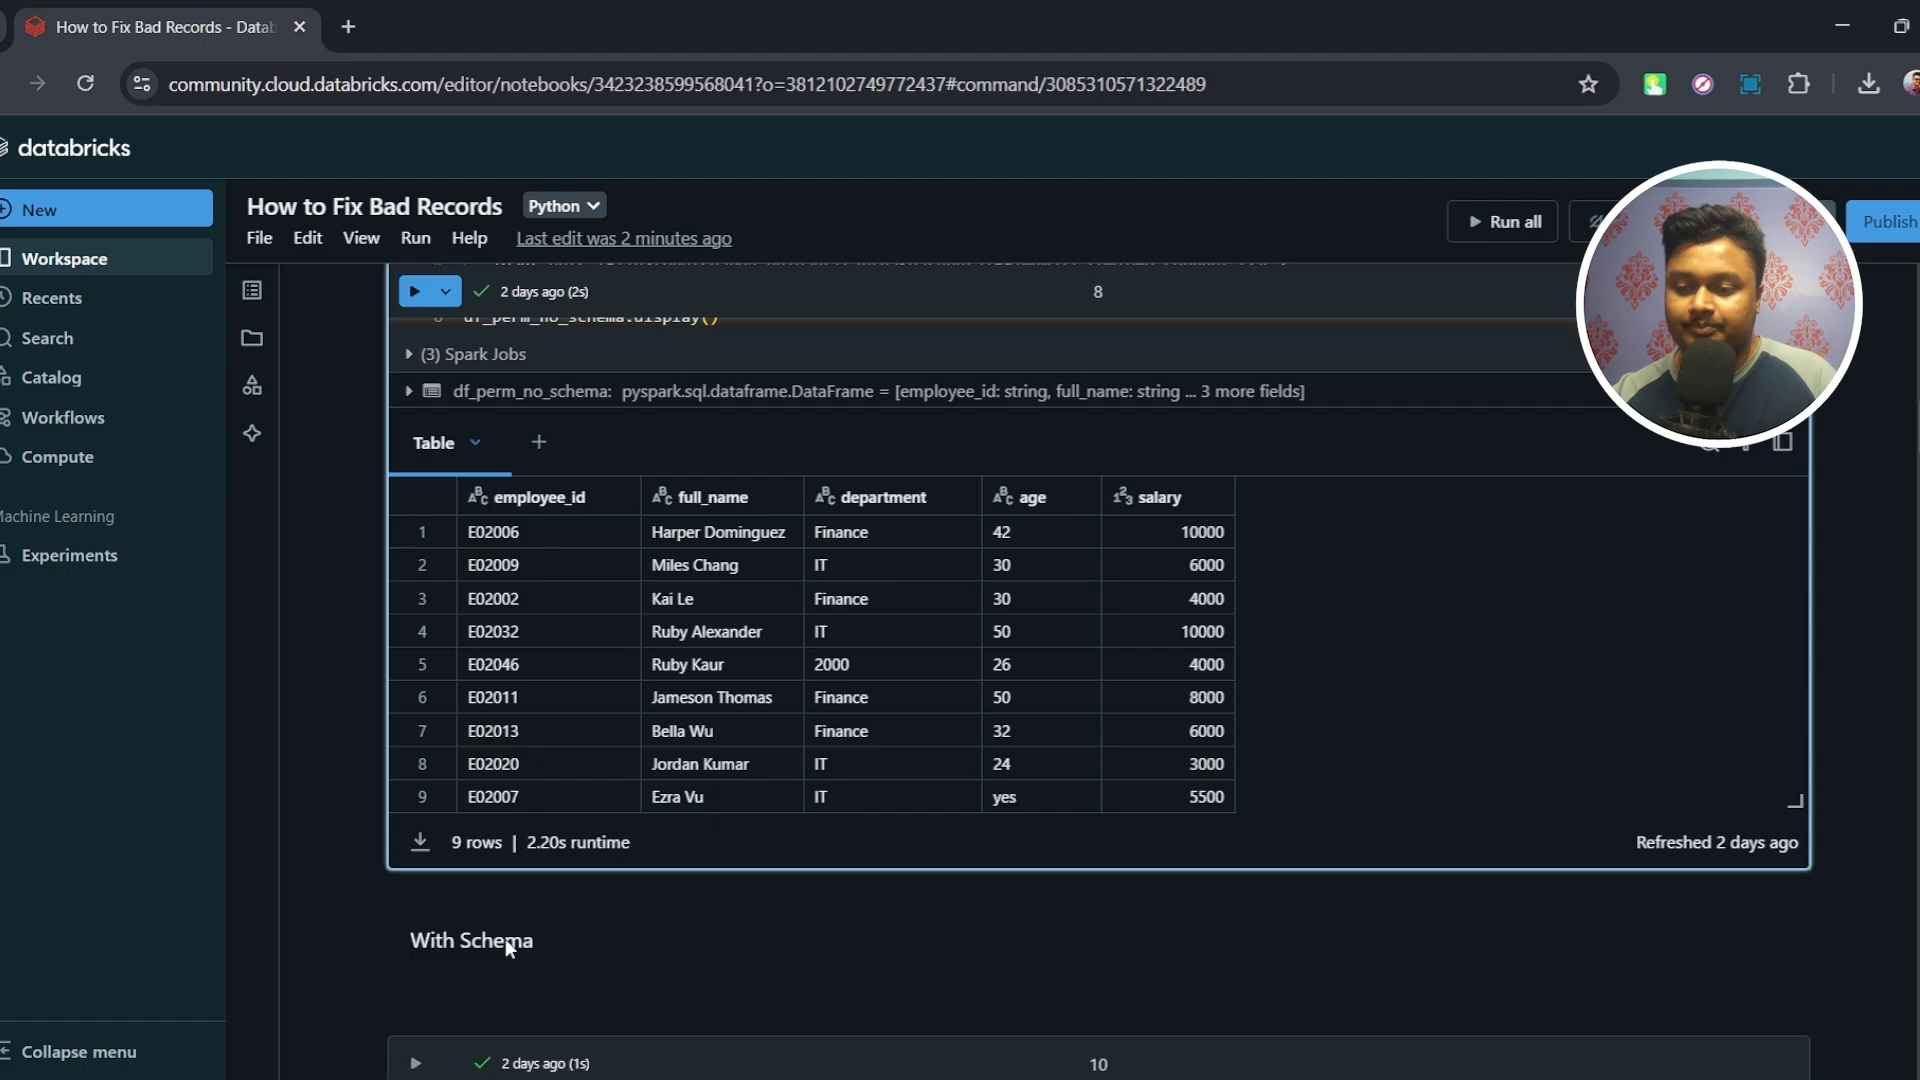 How to Fix Bad Records - Datab
community.cloud.databricks.com/editor/notebooks/3423238599568041?o=3812102749772437#command/3085310571322489
databricks
New
Workspace
Recents
Search
Catalog
Workflows
Compute
Machine Learning
Experiments
Collapse menu
How to Fix Bad Records Python
File Edit View Run Help Last edit was 2 minutes ago
Run all
Publish
2 days ago (2s)
8
6 df_perm_no_schema.display()
(3) Spark Jobs
df_perm_no_schema: pyspark.sql.dataframe.DataFrame = [employee_id: string, full_name: string ... 3 more fields]
Table
employee_id full_name department age salary
1 E02006 Harper Dominguez Finance 42 10000
2 E02009 Miles Chang IT 30 6000
3 E02002 Kai Le Finance 30 4000
4 E02032 Ruby Alexander IT 50 10000
5 E02046 Ruby Kaur 2000 26 4000
6 E02011 Jameson Thomas Finance 50 8000
7 E02013 Bella Wu Finance 32 6000
8 E02020 Jordan Kumar IT 24 3000
9 E02007 Ezra Vu IT yes 5500
9 rows | 2.20s runtime
Refreshed 2 days ago
With Schema
2 days ago (1s)
10